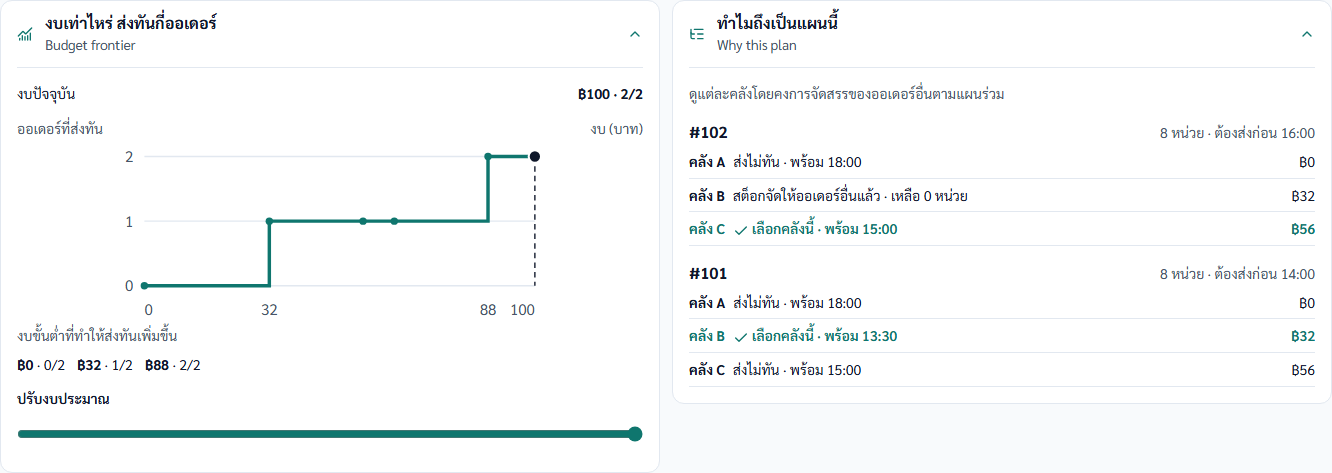 งบเท่าไหร่ ส่งทันกี่ออเดอร์
Budget frontier
งบปัจจุบัน ฿100 · 2/2
ออเดอร์ที่ส่งทัน งบ (บาท)
2
1
0
0 32 88 100
งบขั้นต่ำที่ทำให้ส่งทันเพิ่มขึ้น
฿0 · 0/2 ฿32 · 1/2 ฿88 · 2/2
ปรับงบประมาณ
ทำไมถึงเป็นแผนนี้
Why this plan
ดูแต่ละคลังโดยคงการจัดสรรของออเดอร์อื่นตามแผนร่วม
#102 8 หน่วย · ต้องส่งก่อน 16:00
คลัง A ส่งไม่ทัน · พร้อม 18:00 ฿0
คลัง B สต็อกจัดให้ออเดอร์อื่นแล้ว · เหลือ 0 หน่วย ฿32
คลัง C ✓ เลือกคลังนี้ · พร้อม 15:00 ฿56
#101 8 หน่วย · ต้องส่งก่อน 14:00
คลัง A ส่งไม่ทัน · พร้อม 18:00 ฿0
คลัง B ✓ เลือกคลังนี้ · พร้อม 13:30 ฿32
คลัง C ส่งไม่ทัน · พร้อม 15:00 ฿56